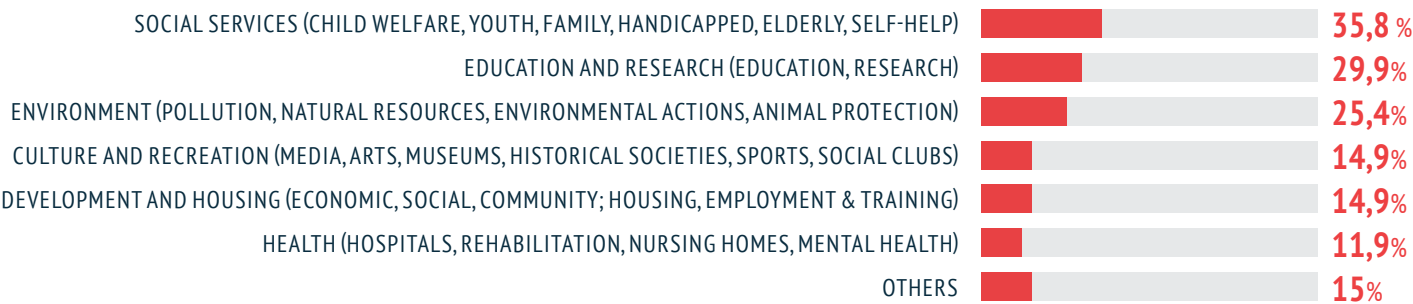 SOCIAL SERVICES (CHILD WELFARE, YOUTH, FAMILY, HANDICAPPED, ELDERLY, SELF-HELP) 35,8 %
EDUCATION AND RESEARCH (EDUCATION, RESEARCH) 29,9%
ENVIRONMENT (POLLUTION, NATURAL RESOURCES, ENVIRONMENTAL ACTIONS, ANIMAL PROTECTION) 25,4%
CULTURE AND RECREATION (MEDIA, ARTS, MUSEUMS, HISTORICAL SOCIETIES, SPORTS, SOCIAL CLUBS) 14,9%
DEVELOPMENT AND HOUSING (ECONOMIC, SOCIAL, COMMUNITY; HOUSING, EMPLOYMENT & TRAINING) 14,9%
HEALTH (HOSPITALS, REHABILITATION, NURSING HOMES, MENTAL HEALTH) 11,9%
OTHERS 15%